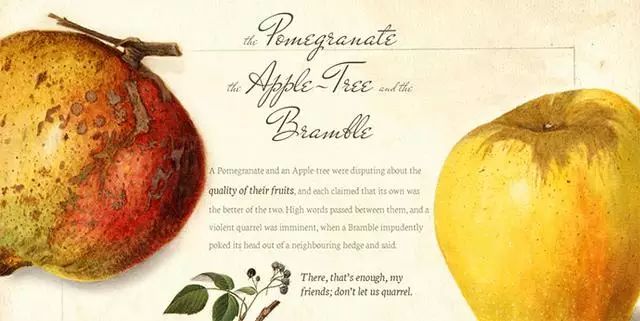 the Pomegranate
the Apple-Tree and the
Bramble
A Pomegranate and an Apple-tree were disputing about the
quality of their fruits, and each claimed that its own was
the better of the two. High words passed between them, and a
violent quarrel was imminent, when a Bramble impudently
poked its head out of a neighbouring hedge and said.
There, that's enough, my
friends; don't let us quarrel.